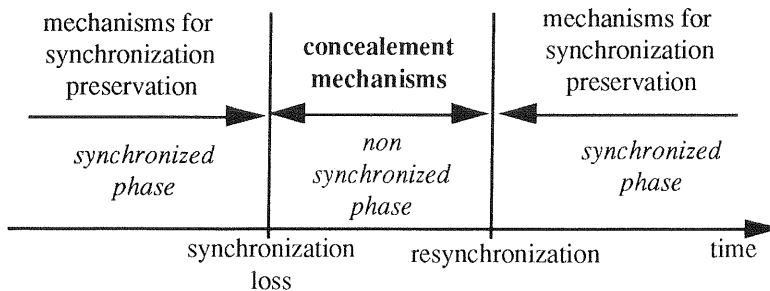 mechanisms for
synchronization
preservation
concealement
mechanisms
mechanisms for
synchronization
preservation
synchronized
phase
non
synchronized
phase
synchronized
phase
synchronization
loss
resynchronization
time